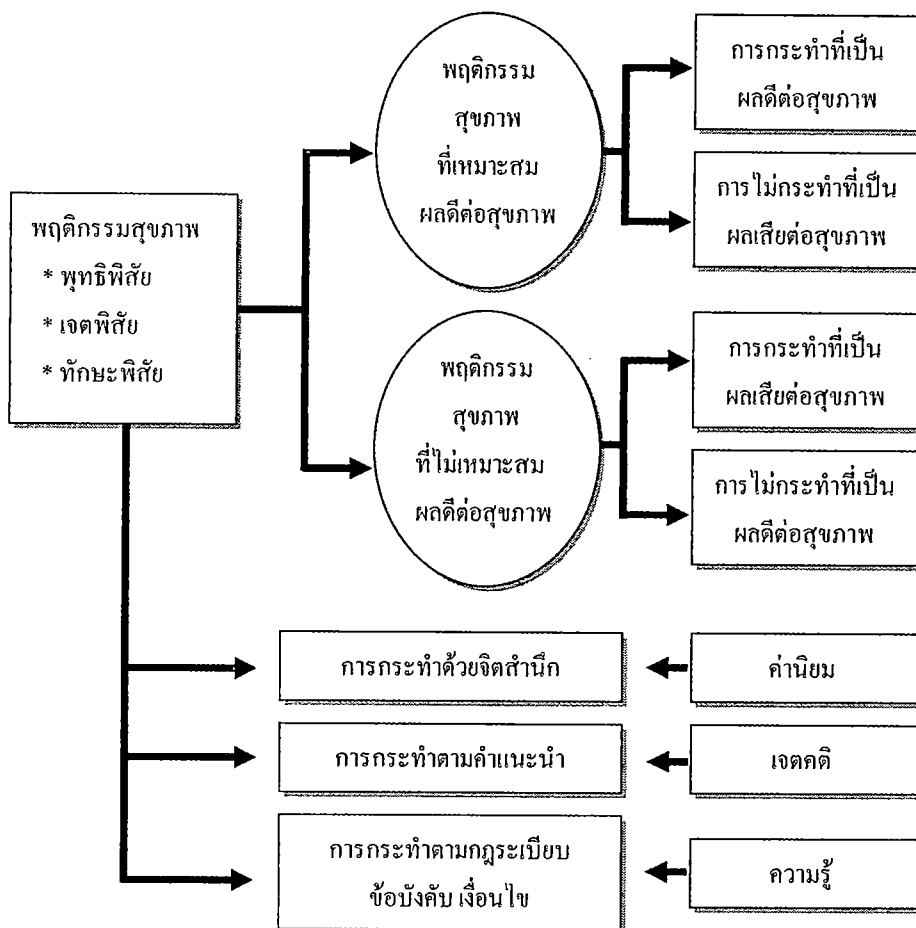 พฤติกรรมสุขภาพ
* พุทธิพิสัย
* เจตพิสัย
* ทักษะพิสัย
พฤติกรรม
สุขภาพ
ที่เหมาะสม
ผลดีต่อสุขภาพ
การกระทำที่เป็น
ผลดีต่อสุขภาพ
การไม่กระทำที่เป็น
ผลเสียต่อสุขภาพ
พฤติกรรม
สุขภาพ
ที่ไม่เหมาะสม
ผลดีต่อสุขภาพ
การกระทำที่เป็น
ผลเสียต่อสุขภาพ
การไม่กระทำที่เป็น
ผลดีต่อสุขภาพ
การกระทำด้วยจิตสำนึก
ค่านิยม
การกระทำตามคำแนะนำ
เจตคติ
การกระทำตามกฎระเบียบ
ข้อบังคับ เงื่อนไข
ความรู้